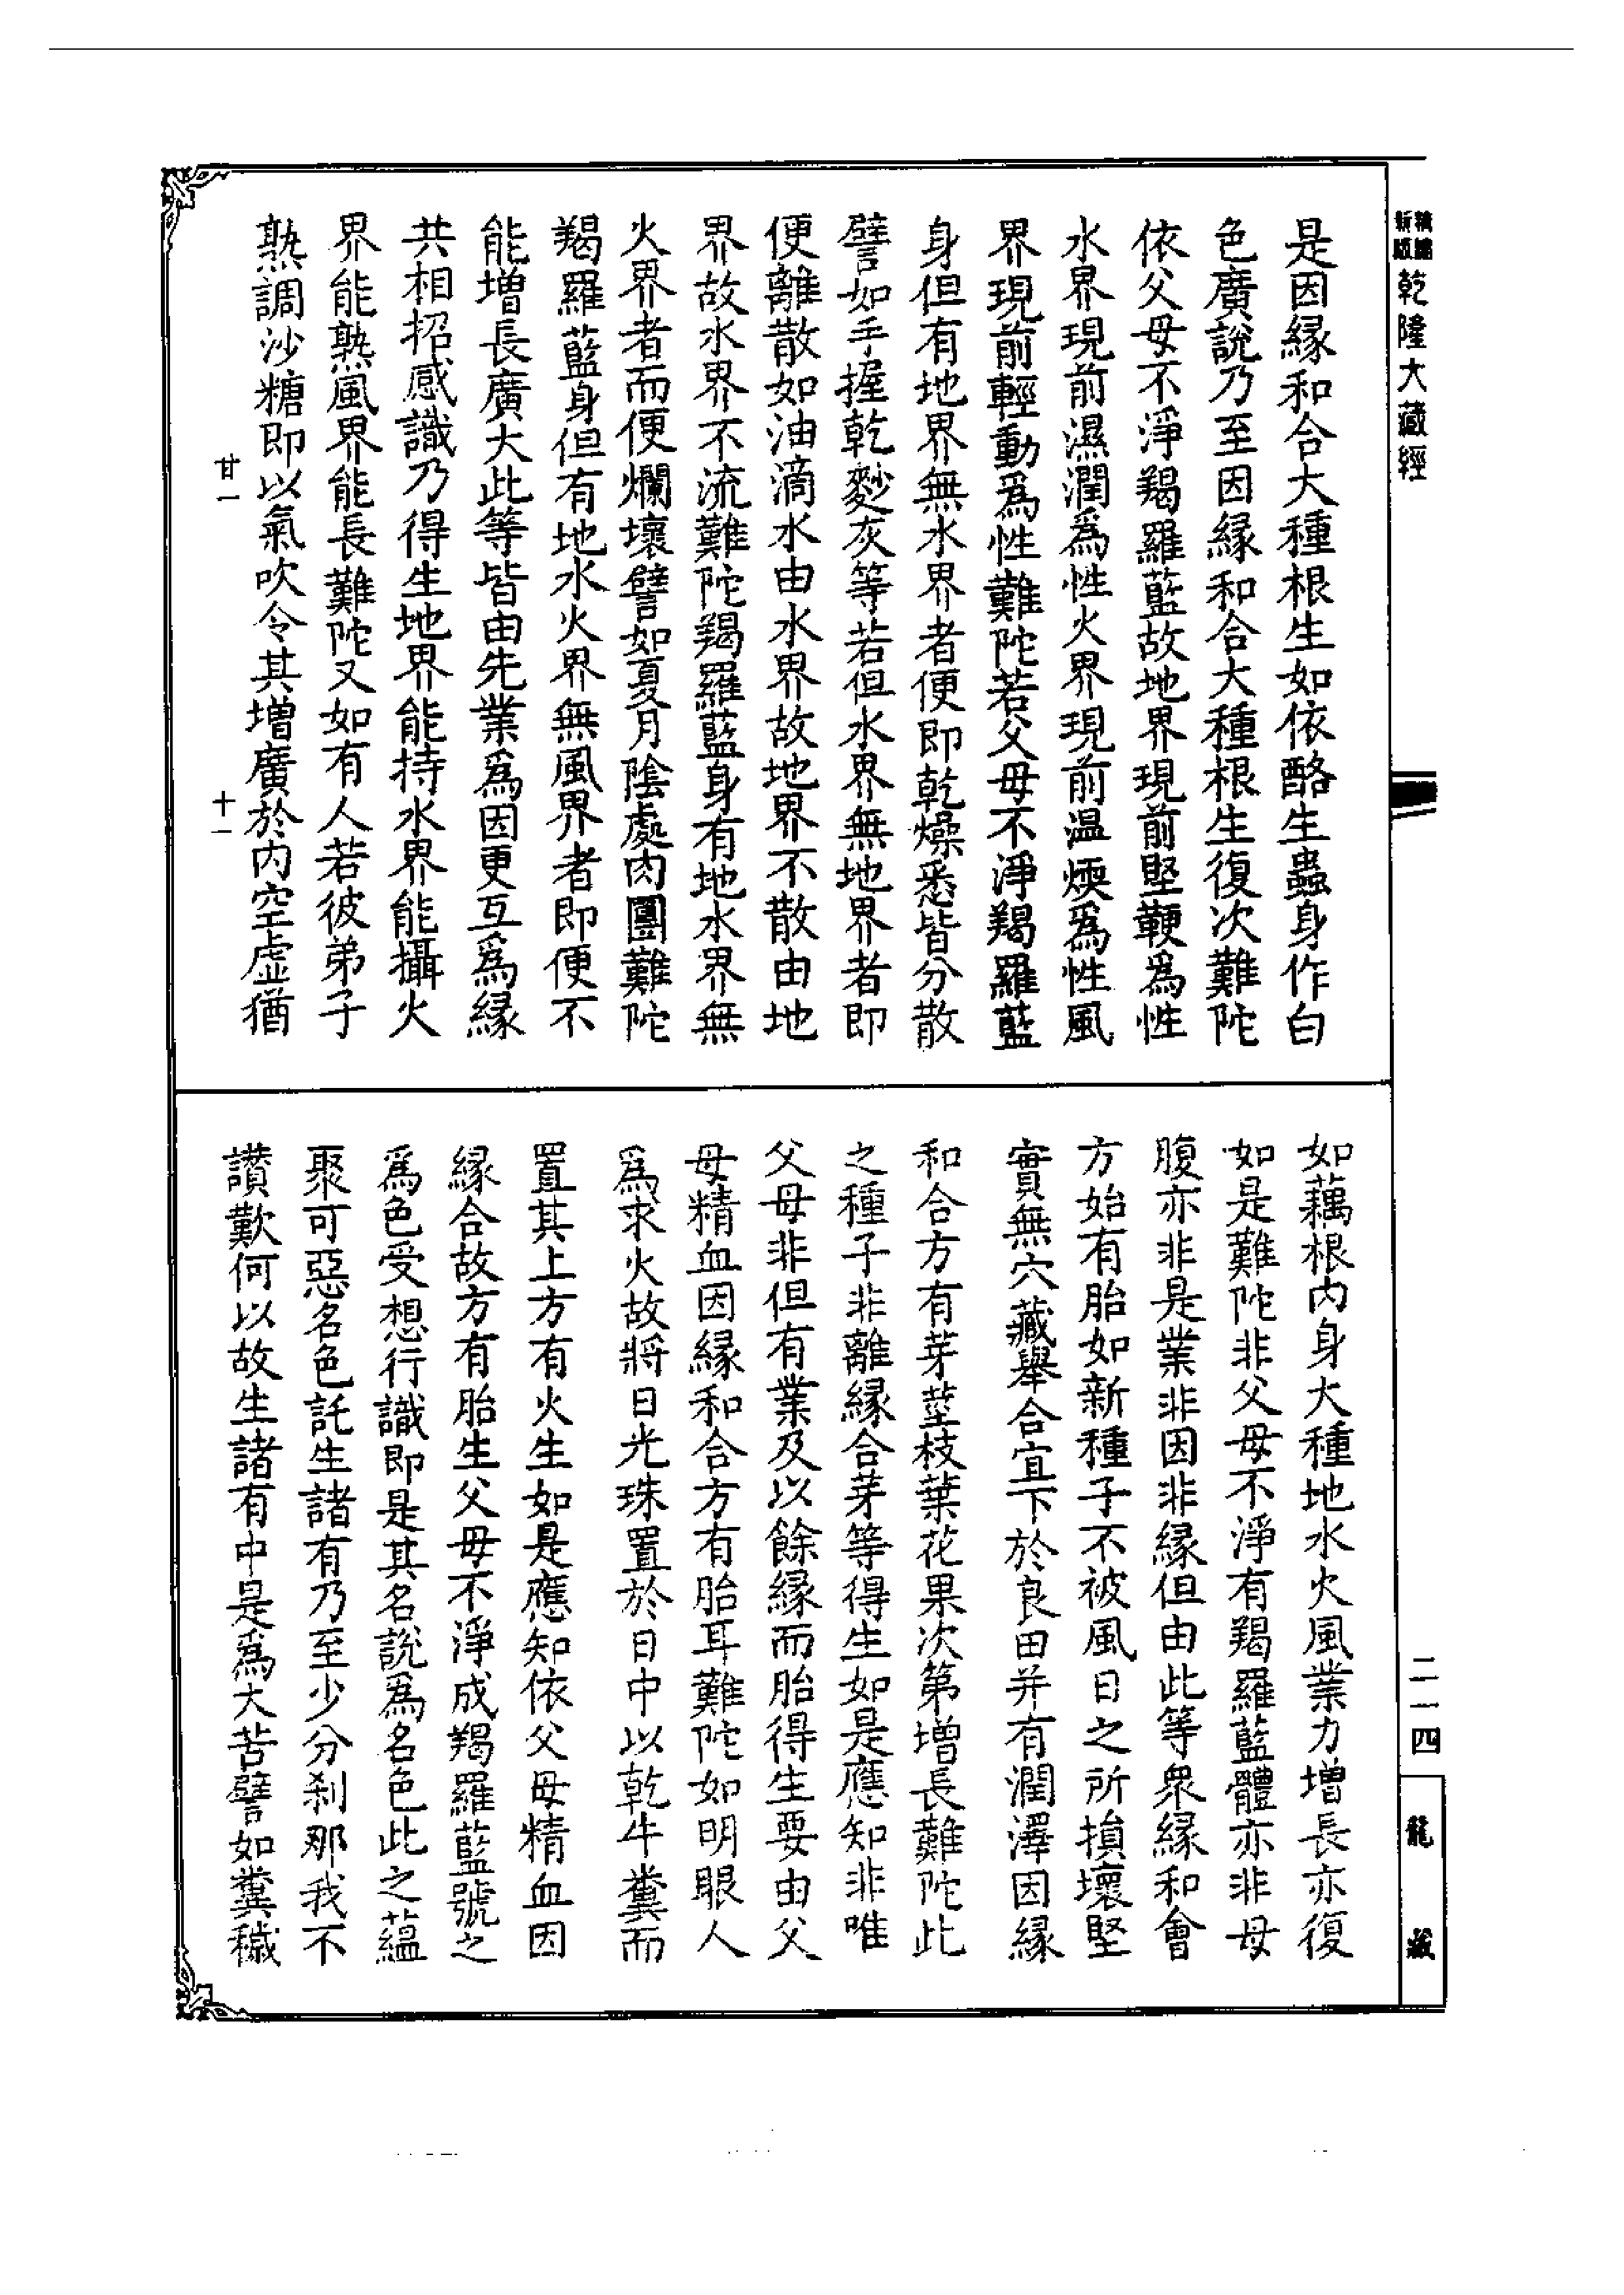 新版精縮乾隆大藏經
是因縁和合大種根生如依酪生蟲身作白
色廣說乃至因縁和合大種根生復次難陀
依父母不淨羯羅藍故地界現前堅鞕爲性
水界現前濕潤爲性火界現前温煗爲性風
界現前輕動爲性難陀若父母不淨羯羅藍
身但有地界無水界者便即乾燥悉皆分散
譬如手握乾麨灰等若但水界無地界者即
便離散如油滴水由水界故地界不散由地
界故水界不流難陀羯羅藍身有地水界無
火界者而便爛壞譬如夏月陰處肉團難陀
羯羅藍身但有地水火界無風界者即便不
能增長廣大此等皆由先業爲因更互爲縁
共相招感識乃得生地界能持水界能攝火
界能熟風界能長難陀又如有人若彼弟子
熟調沙糖即以氣吹令其增廣於內空虛猶
廿一
十一
如藕根內身大種地水火風業力增長亦復
如是難陀非父母不淨有羯羅藍體亦非母
腹亦非是業非因非縁但由此等衆縁和會
方始有胎如新種子不被風日之所損壞堅
實無穴藏舉合宜下於良田并有潤澤因縁
和合方有芽莖枝葉花果次第增長難陀此
之種子非離縁合芽等得生如是應知非唯
父母非但有業及以餘縁而胎得生要由父
母精血因縁和合方有胎耳難陀如明眼人
爲求火故將日光珠置於日中以乾牛糞而
置其上方有火生如是應知依父母精血因
縁合故方有胎生父母不淨成羯羅藍號之
爲色受想行識即是其名說爲名色此之蘊
聚可惡名色託生諸有乃至少分刹那我不
讚歎何以故生諸有中是爲大苦譬如糞穢
二一四
龍藏